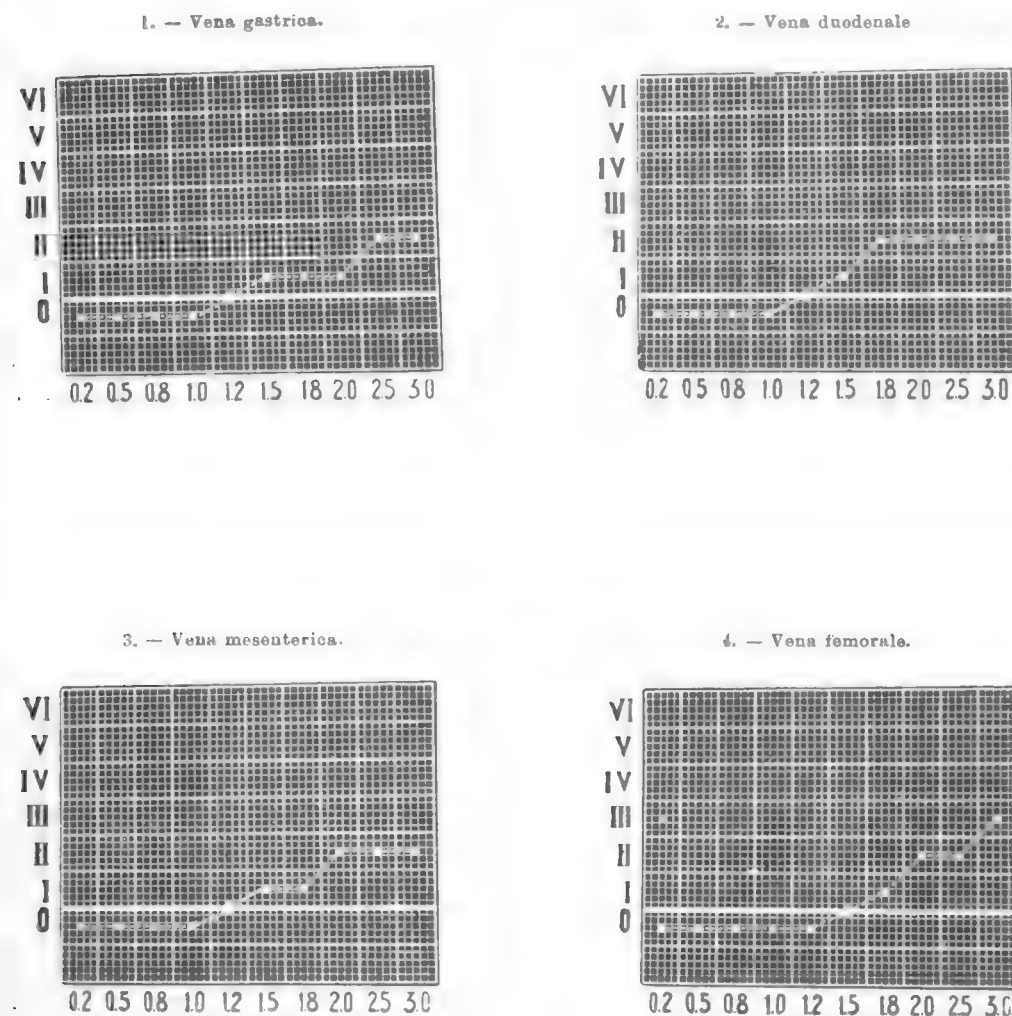 1. — Vena gastrica.
VI
V
IV
III
II
I
0
0.2 0.5 0.8 1.0 1.2 1.5 1.8 2.0 2.5 3.0
2. — Vena duodenale
VI
V
IV
III
II
I
0
0.2 0.5 0.8 1.0 1.2 1.5 1.8 2.0 2.5 3.0
3. — Vena mesenterica.
VI
V
IV
III
II
I
0
0.2 0.5 0.8 1.0 1.2 1.5 1.8 2.0 2.5 3.0
4. — Vena femorale.
VI
V
IV
III
II
I
0
0.2 0.5 0.8 1.0 1.2 1.5 1.8 2.0 2.5 3.0